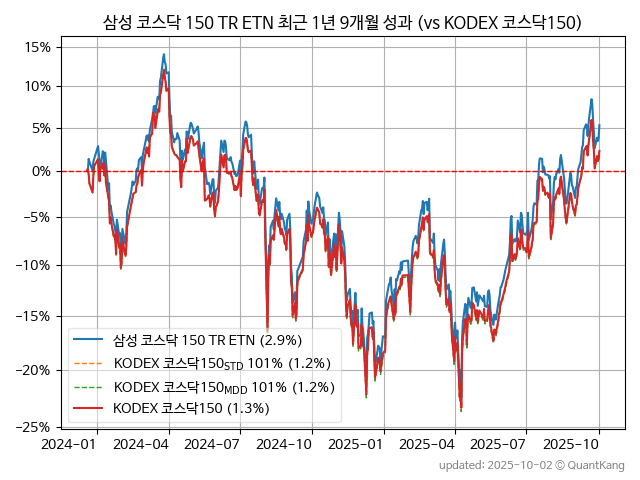 삼성 코스닥 150 TR ETN 최근 1년 9개월 성과 (vs KODEX 코스닥150)
15%
10%
5%
0%
−5%
−10%
−15%
−20%
−25%
삼성 코스닥 150 TR ETN (2.9%)
KODEX 코스닥150STD 101% (1.2%)
KODEX 코스닥150MDD 101% (1.2%)
KODEX 코스닥150 (1.3%)
2024-01 2024-04 2024-07 2024-10 2025-01 2025-04 2025-07 2025-10
updated: 2025-10-02 © QuantKang